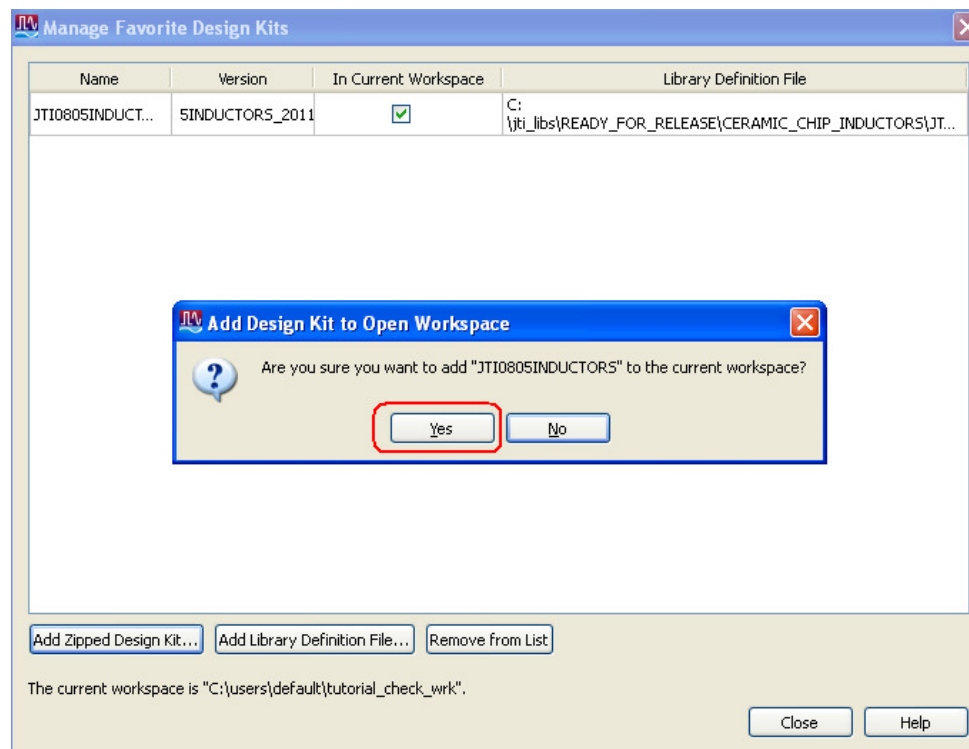 Manage Favorite Design Kits
Name Version In Current Workspace Library Definition File
JTI0805INDUCT... 5INDUCTORS_2011 C:
\jti_libs\READY_FOR_RELEASE\CERAMIC_CHIP_INDUCTORS\JT...
Add Design Kit to Open Workspace
Are you sure you want to add "JTI0805INDUCTORS" to the current workspace?
Yes No
Add Zipped Design Kit... Add Library Definition File... Remove from List
The current workspace is "C:\users\default\tutorial_check_wrk".
Close Help